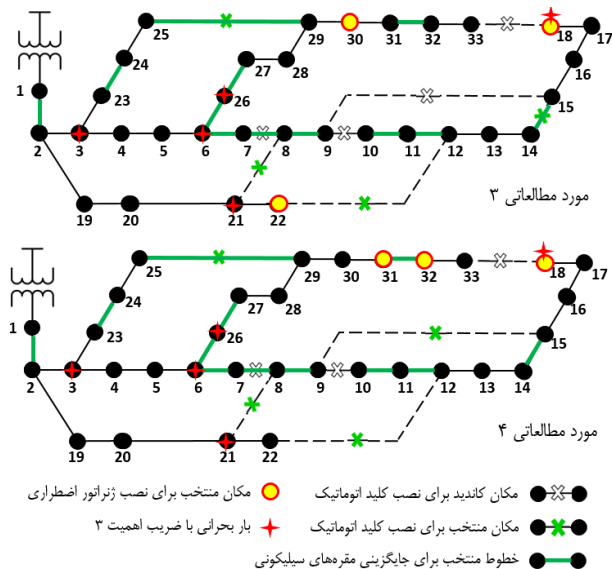 25 29 30 31 32 33 18 17
24 27 28 16
1 23 26 15
2 3 4 5 6 7 8 9 10 11 12 13 14
19 20 21 22
مورد مطالعاتی ۳
25 29 30 31 32 33 18 17
24 27 28 16
1 23 26 15
2 3 4 5 6 7 8 9 10 11 12 13 14
19 20 21 22
مورد مطالعاتی ۴
مکان کاندید برای نصب کلید اتوماتیک
مکان منتخب برای نصب ژنراتور اضطراری
مکان منتخب برای نصب کلید اتوماتیک
بار بحرانی با ضریب اهمیت ۳
خطوط منتخب برای جایگزینی مقره‌های سیلیکونی